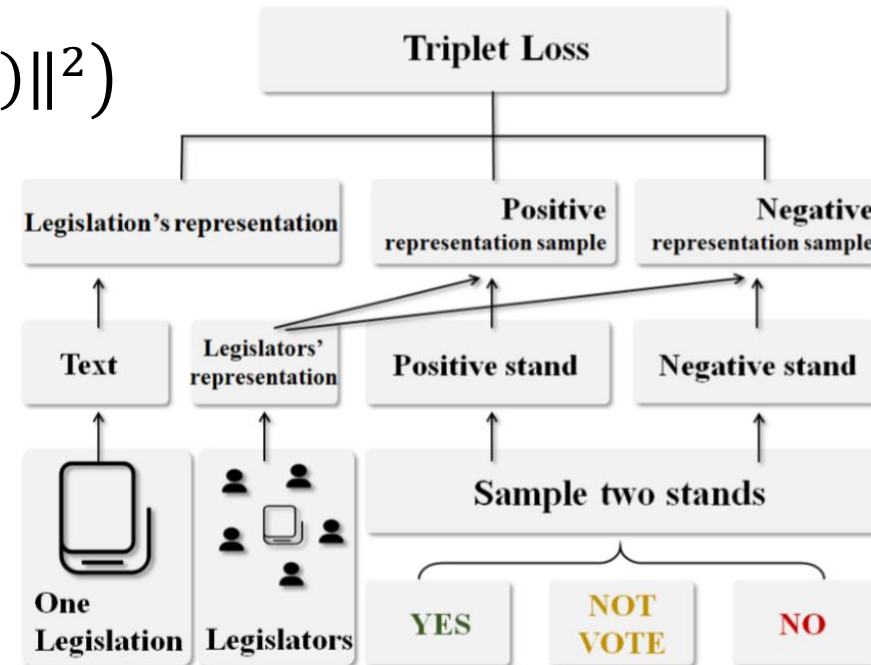 )‖²)
Triplet Loss
Legislation's representation
Positive
representation sample
Negative
representation sample
Text
Legislators'
representation
Positive stand
Negative stand
Sample two stands
One
Legislation
Legislators
YES
NOT
VOTE
NO